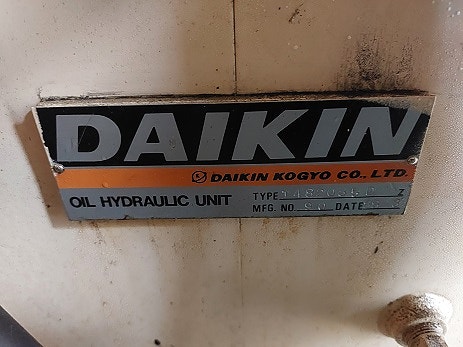 DAIKIN
DAIKIN KOGYO CO., LTD.
OIL HYDRAULIC UNIT
TYPE Z
MFG. NO. DATE